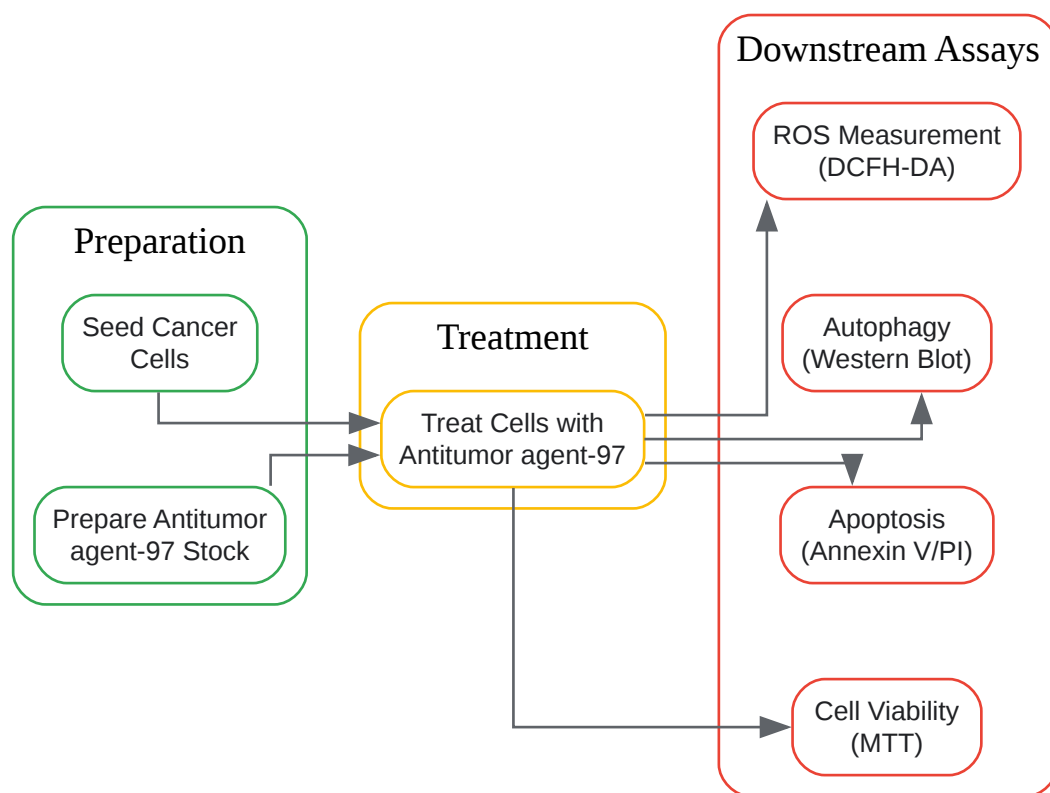 Preparation
Seed Cancer
Cells
Prepare Antitumor
agent-97 Stock
Treatment
Treat Cells with
Antitumor agent-97
Downstream Assays
ROS Measurement
(DCFH-DA)
Autophagy
(Western Blot)
Apoptosis
(Annexin V/PI)
Cell Viability
(MTT)